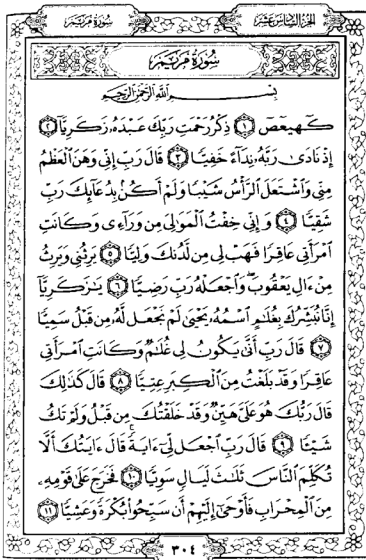 الجزء السادس عشر
سورة مريم
سورة مريم
بسم الله الرحمن الرحيم
كٓهيعٓصٓ ١ ذِكْرُ رَحْمَتِ رَبِّكَ عَبْدَهُۥ زَكَرِيَّآ ٢
إِذْ نَادَىٰ رَبَّهُۥ نِدَآءً خَفِيًّا ٣ قَالَ رَبِّ إِنِّى وَهَنَ ٱلْعَظْمُ
مِنِّى وَٱشْتَعَلَ ٱلرَّأْسُ شَيْبًا وَلَمْ أَكُنۢ بِدُعَآئِكَ رَبِّ
شَقِيًّا ٤ وَإِنِّى خِفْتُ ٱلْمَوَٰلِىَ مِن وَرَآءِى وَكَانَتِ
ٱمْرَأَتِى عَاقِرًا فَهَبْ لِى مِن لَّدُنكَ وَلِيًّا ٥ يَرِثُنِى وَيَرِثُ
مِنْ ءَالِ يَعْقُوبَ ۖ وَٱجْعَلْهُ رَبِّ رَضِيًّا ٦ يَٰزَكَرِيَّآ
إِنَّا نُبَشِّرُكَ بِغُلَٰمٍ ٱسْمُهُۥ يَحْيَىٰ لَمْ نَجْعَل لَّهُۥ مِن قَبْلُ سَمِيًّا
٧ قَالَ رَبِّ أَنَّىٰ يَكُونُ لِى غُلَٰمٌ وَكَانَتِ ٱمْرَأَتِى
عَاقِرًا وَقَدْ بَلَغْتُ مِنَ ٱلْكِبَرِ عِتِيًّا ٨ قَالَ كَذَٰلِكَ
قَالَ رَبُّكَ هُوَ عَلَىَّ هَيِّنٌ وَقَدْ خَلَقْتُكَ مِن قَبْلُ وَلَمْ تَكُ
شَيْـًٔا ٩ قَالَ رَبِّ ٱجْعَل لِّىٓ ءَايَةً ۚ قَالَ ءَايَتُكَ أَلَّا
تُكَلِّمَ ٱلنَّاسَ ثَلَٰثَ لَيَالٍ سَوِيًّا ١٠ فَخَرَجَ عَلَىٰ قَوْمِهِۦ
مِنَ ٱلْمِحْرَابِ فَأَوْحَىٰٓ إِلَيْهِمْ أَن سَبِّحُوا۟ بُكْرَةً وَعَشِيًّا ١١
٣٠٤